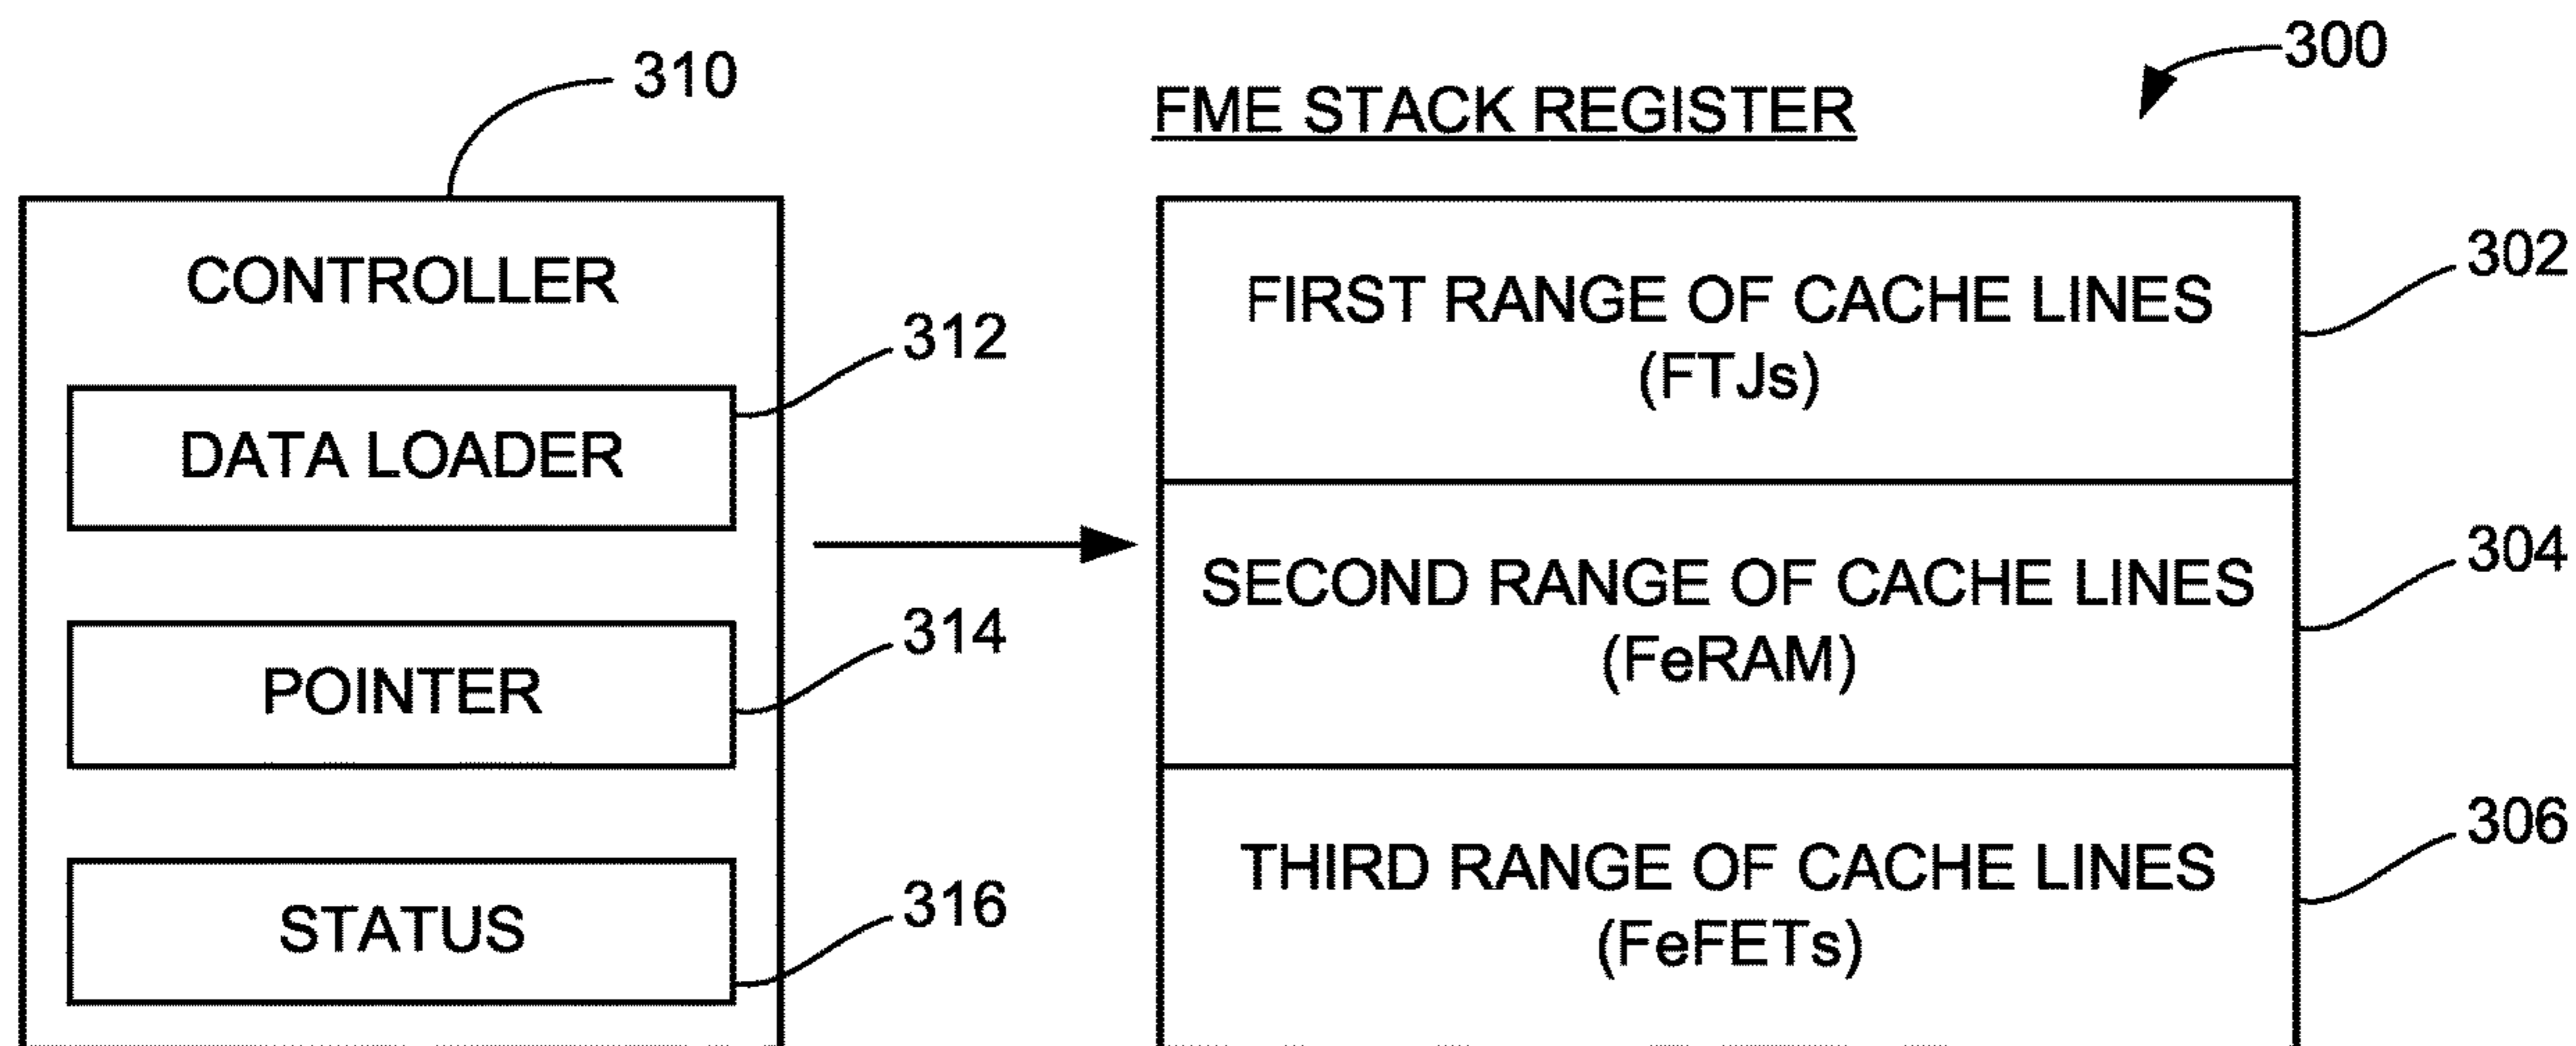 310
300
FME STACK REGISTER
CONTROLLER
312
DATA LOADER
314
POINTER
316
STATUS
302
FIRST RANGE OF CACHE LINES
(FTJs)
304
SECOND RANGE OF CACHE LINES
(FeRAM)
306
THIRD RANGE OF CACHE LINES
(FeFETs)